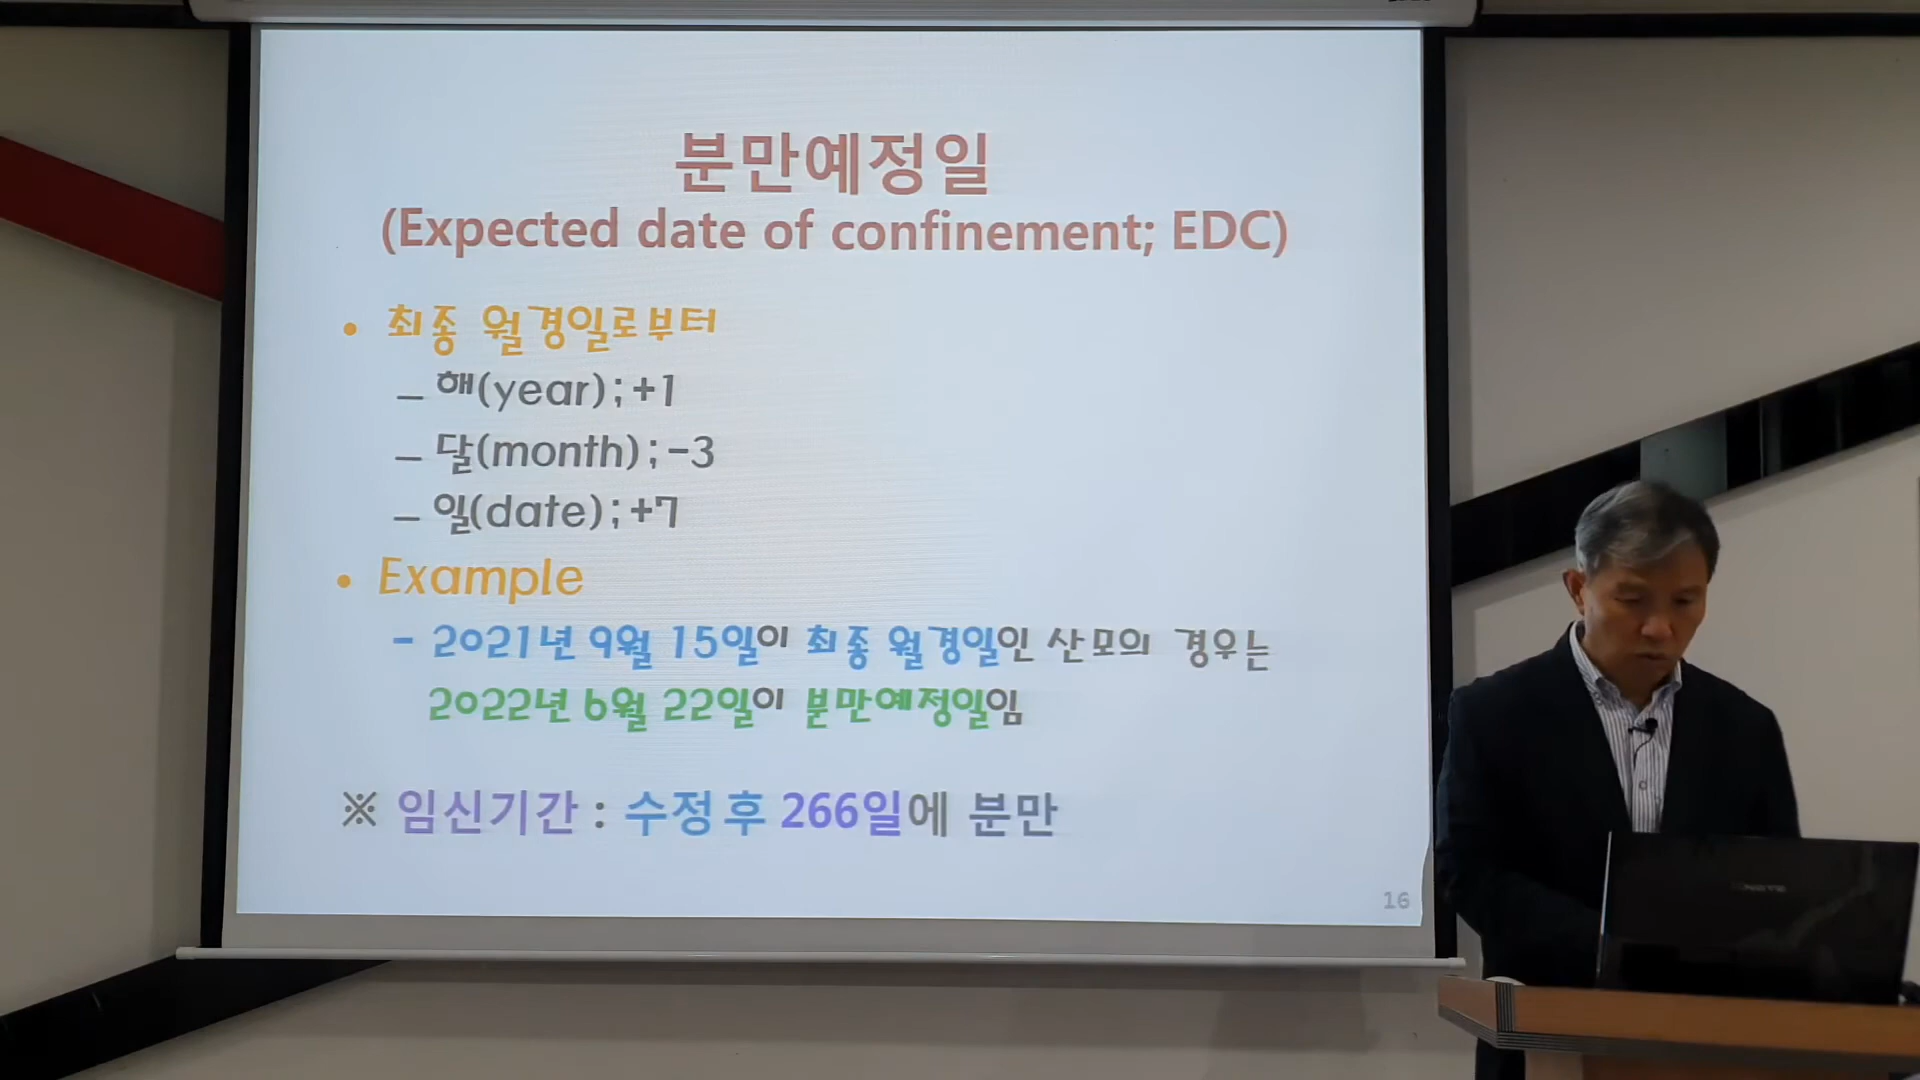 분만예정일
(Expected date of confinement; EDC)
• 최종 월경일로부터
– 해(year);+1
– 달(month);-3
– 일(date);+7
• Example
- 2021년 9월 15일이 최종 월경일인 산모의 경우는
2022년 6월 22일이 분만예정일임
※ 임신기간 : 수정 후 266일에 분만
16